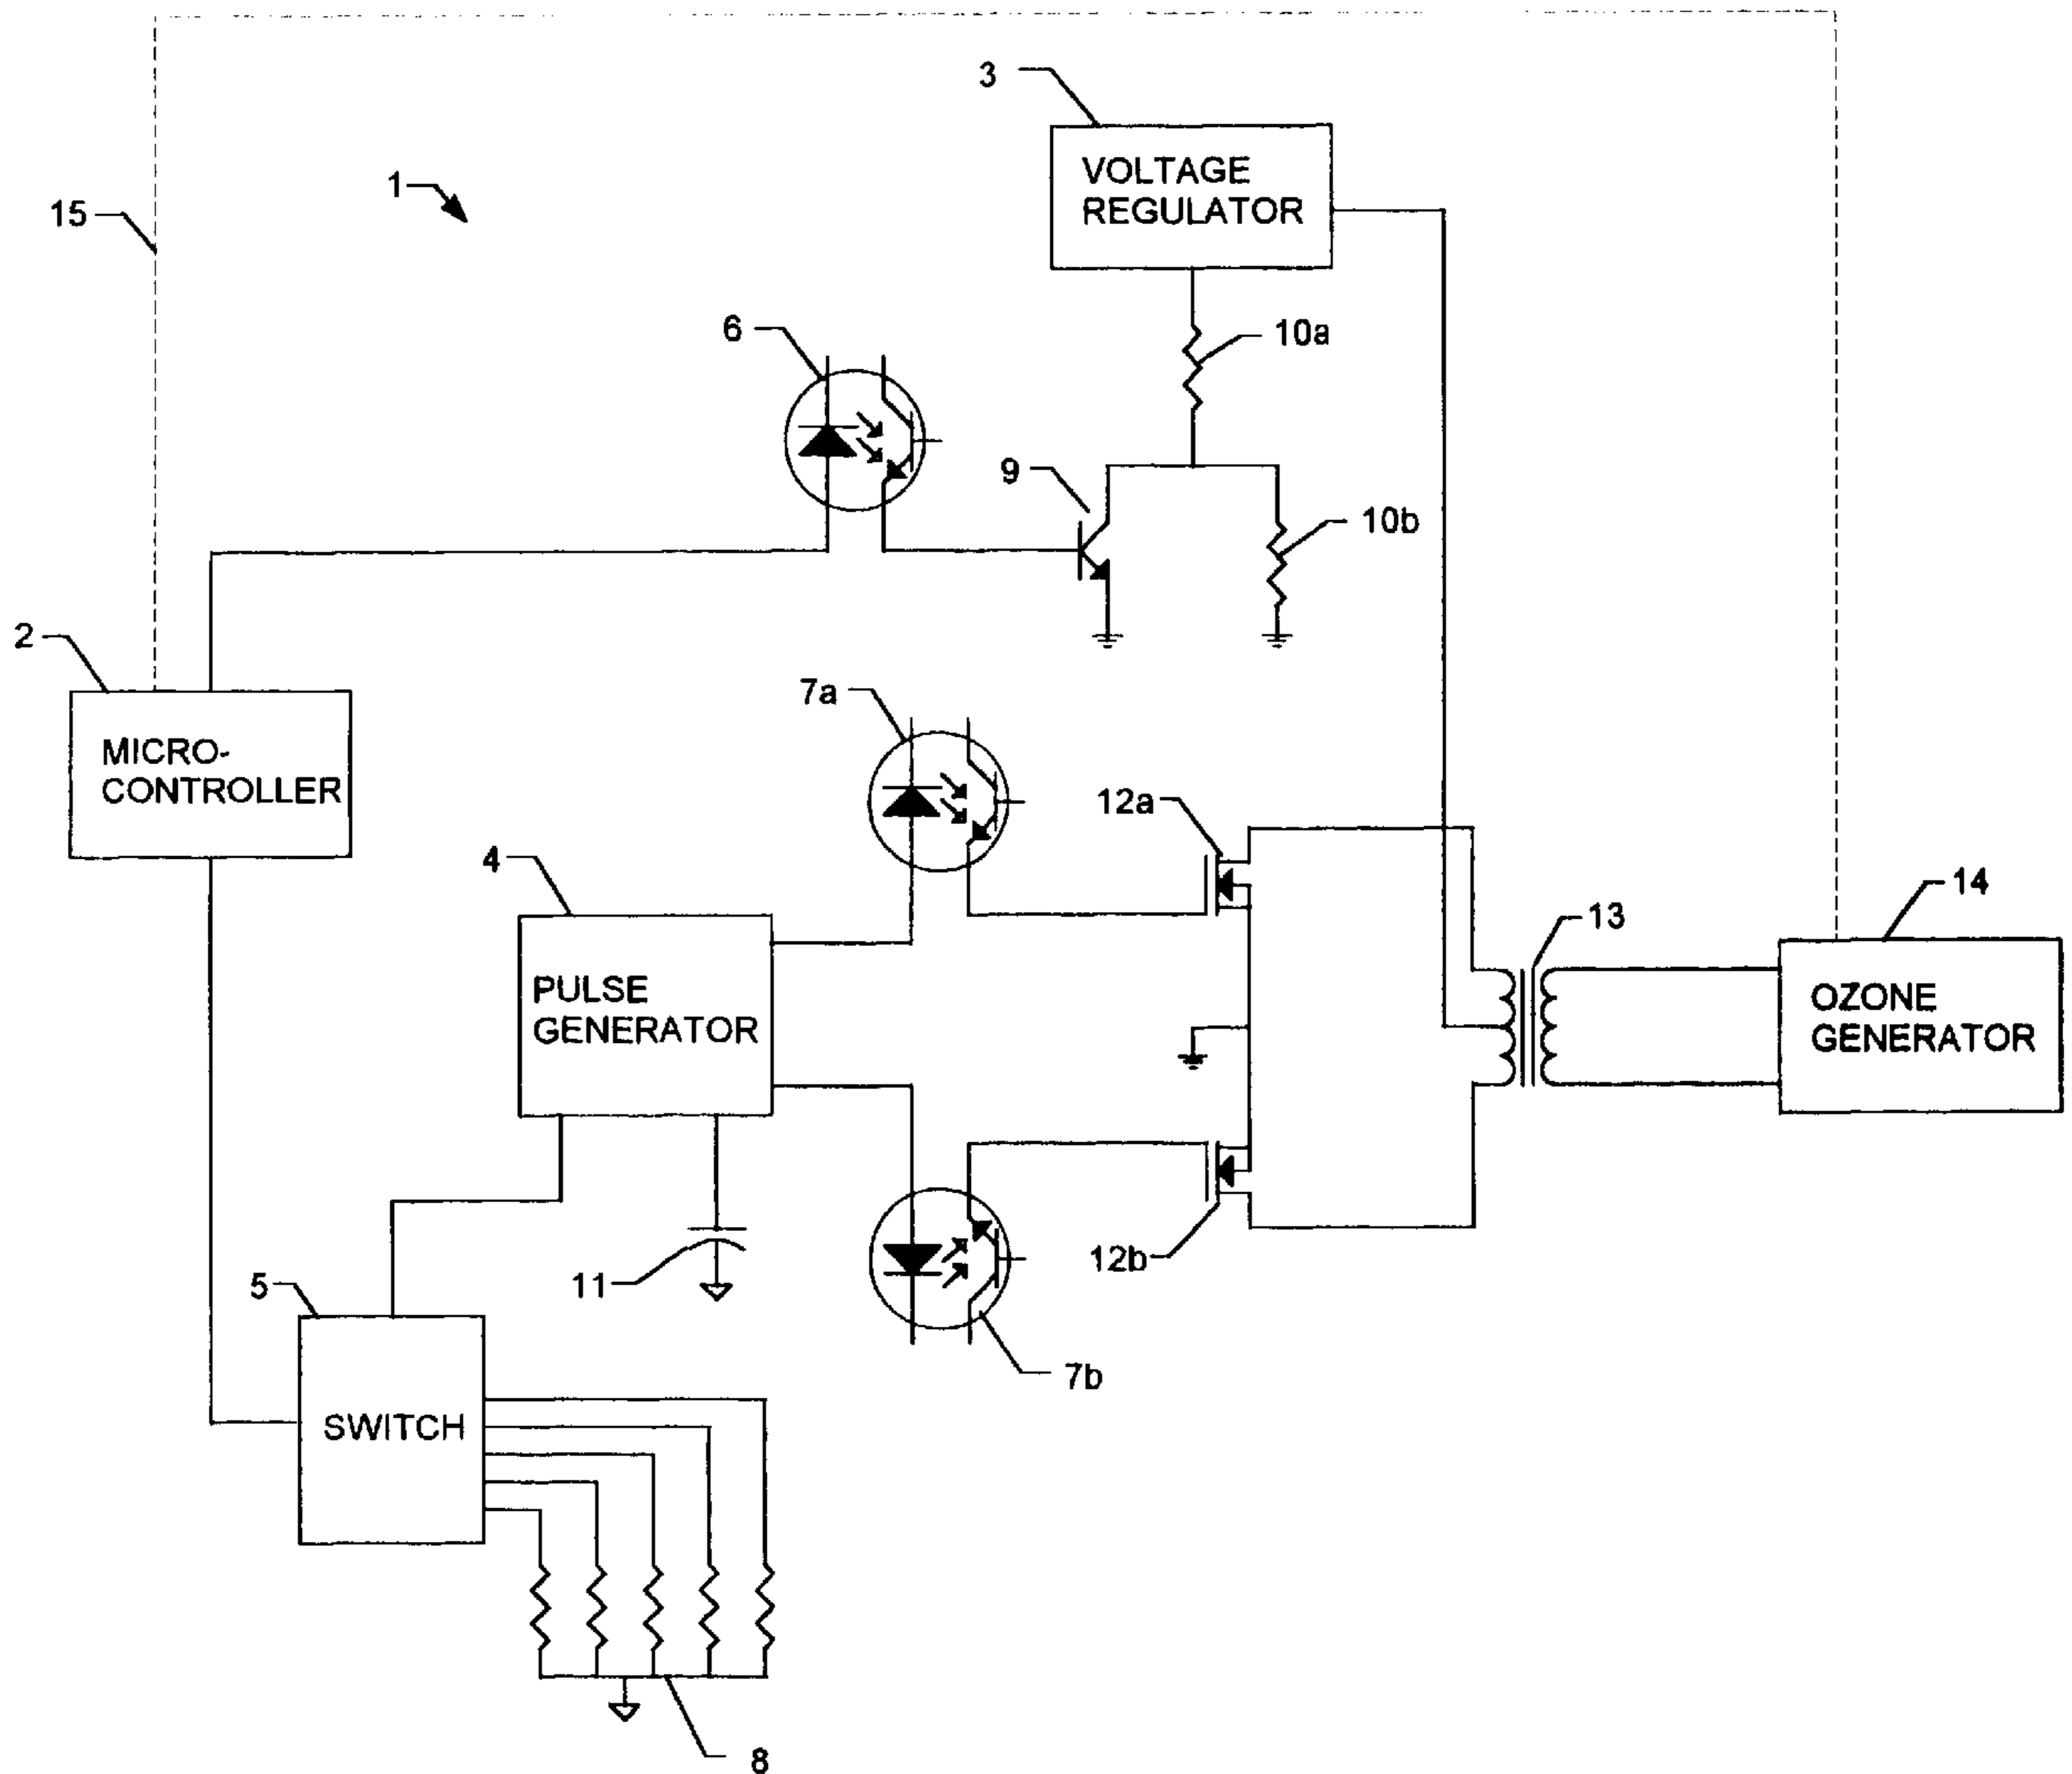 3
VOLTAGE
REGULATOR
1
15
6
10a
9
10b
2
7a
MICRO-
CONTROLLER
12a
4
14
13
PULSE
GENERATOR
OZONE
GENERATOR
5
11
12b
7b
SWITCH
8